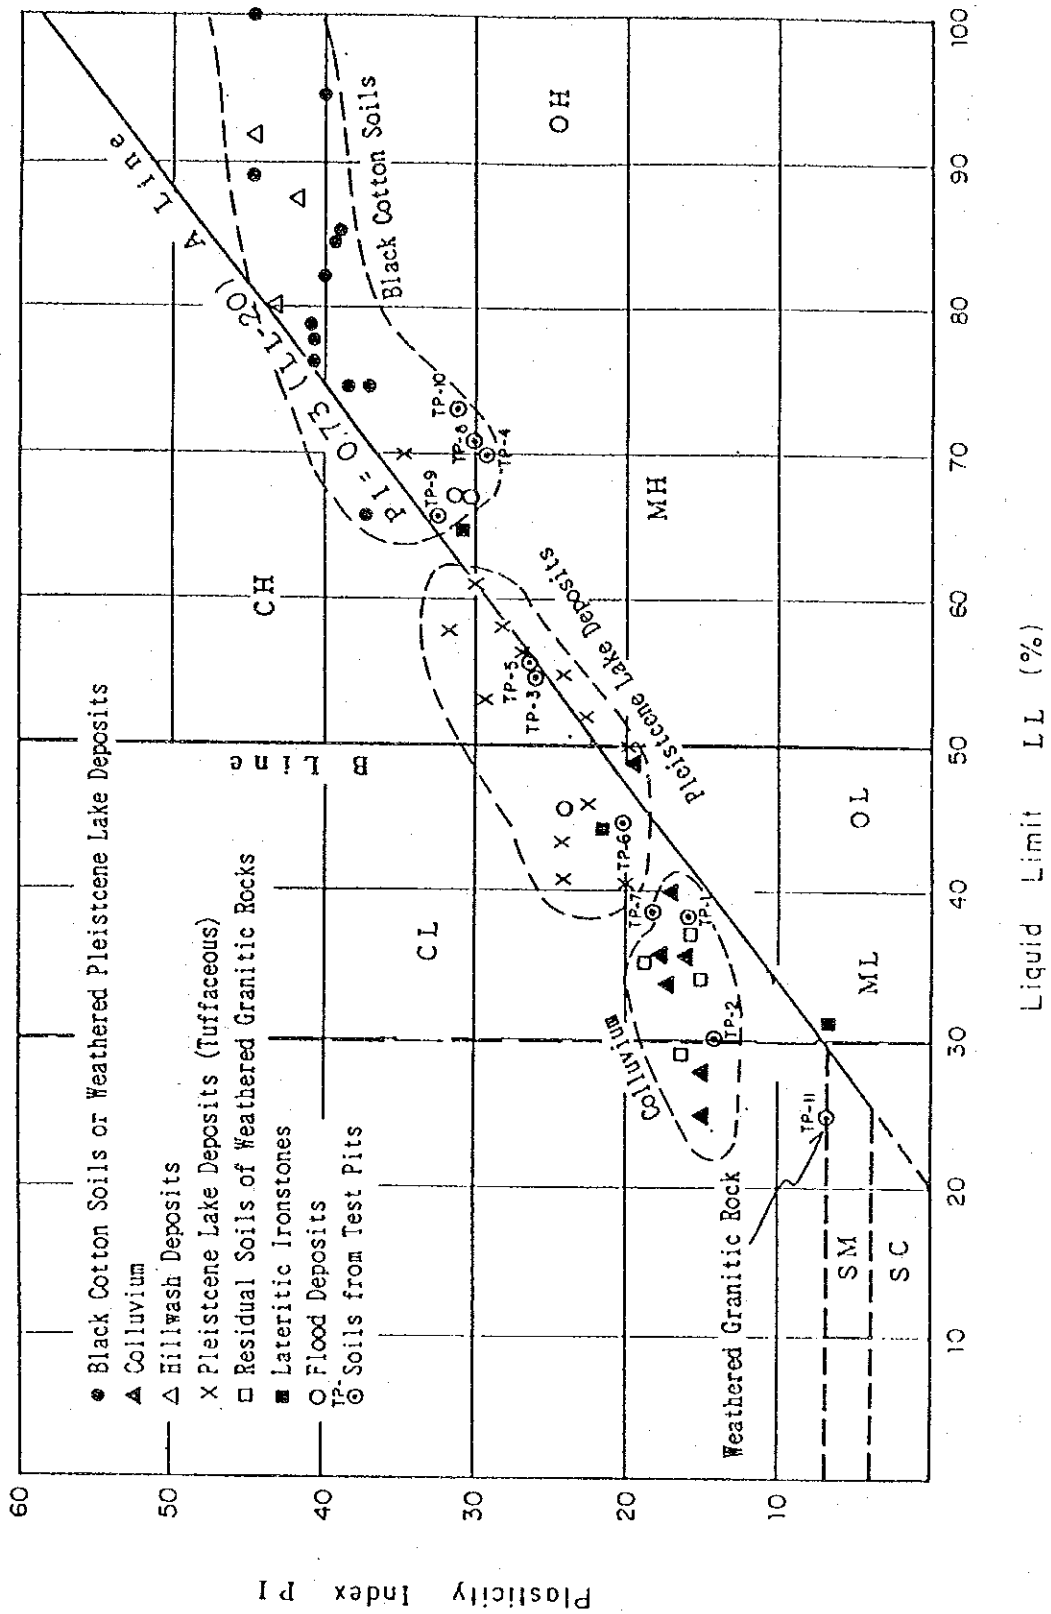 ● Black Cotton Soils or Weathered Pleistcene Lake Deposits
▲ Colluvium
△ Hillwash Deposits
X Pleistcene Lake Deposits (Tuffaceous)
□ Residual Soils of Weathered Granitic Rocks
■ Lateritic Ironstones
○ Flood Deposits
TP-
⊙ Soils from Test Pits
Plasticity Index PI
60
50
40
30
20
10
A Line
PI = 0.73 (LL-20)
B Line
CH
CL
MH
OH
ML
OL
SM
SC
Black Cotton Soils
Pleistcene Lake Deposits
Colluvium
Weathered Granitic Rock
TP-9
TP-10
TP-8
TP-4
TP-5
TP-3
TP-6
TP-7
TP-1
TP-2
TP-11
10
20
30
40
50
60
70
80
90
100
Liquid Limit LL (%)